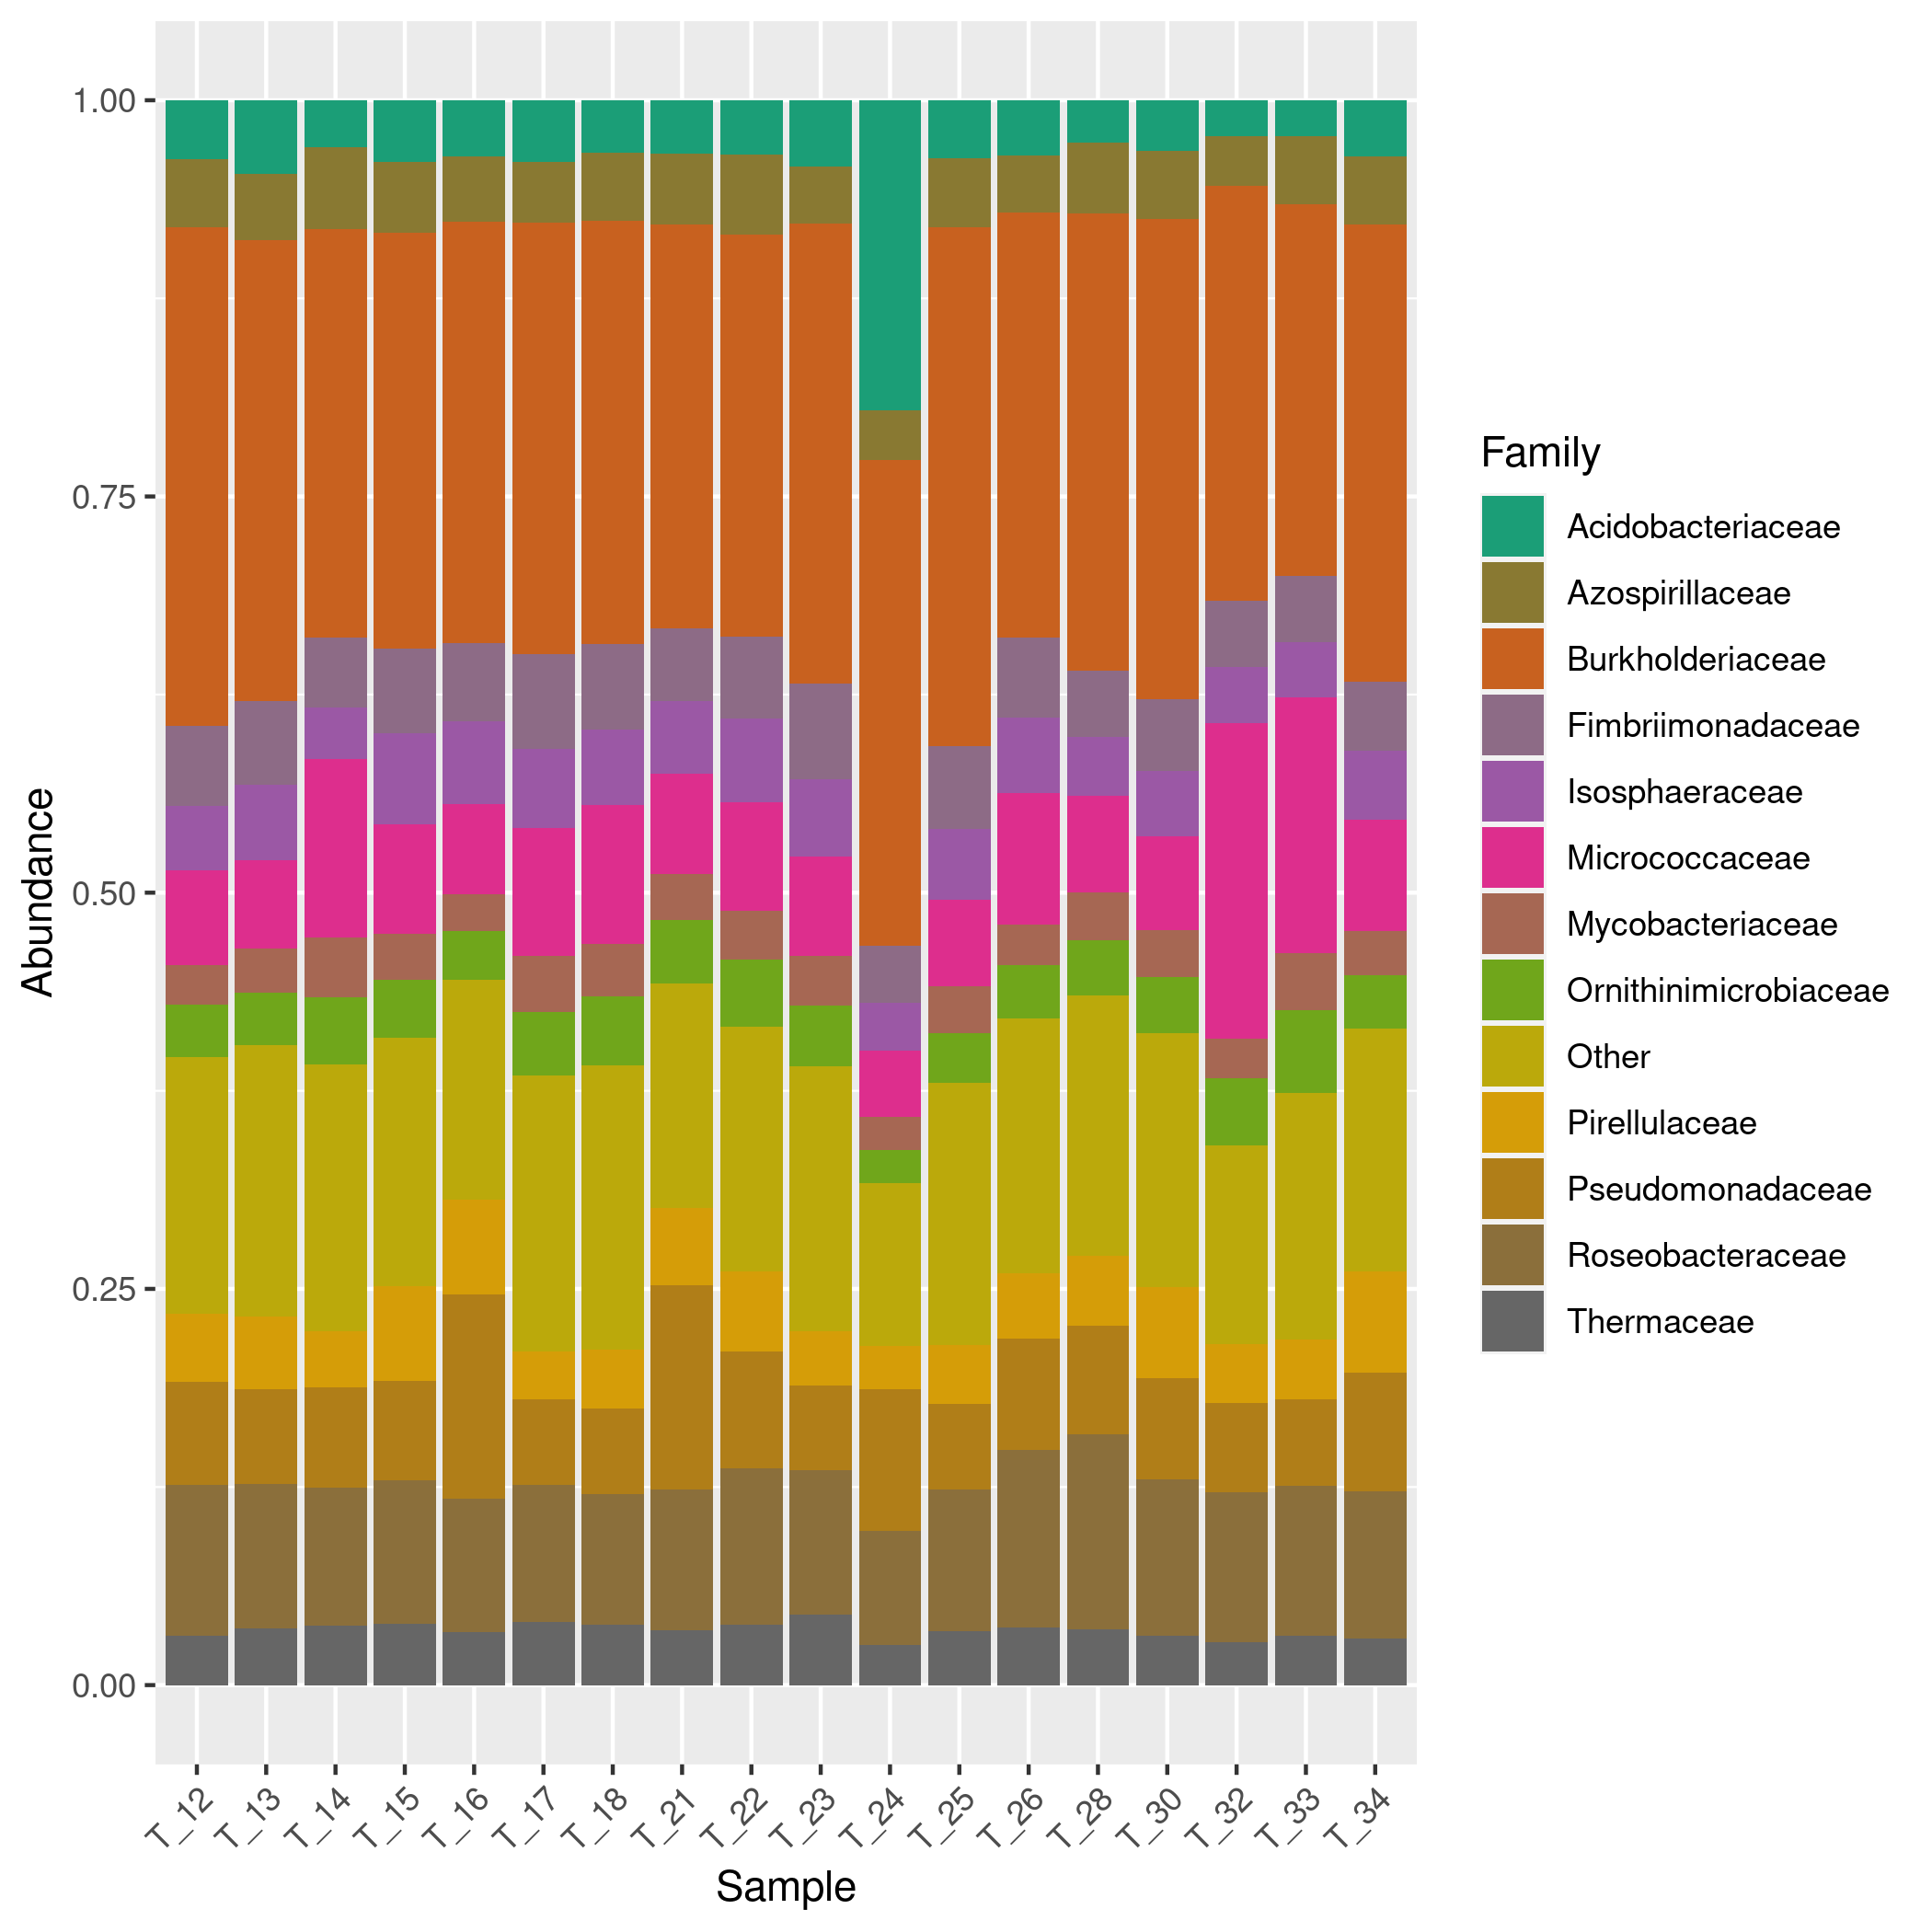 1.00
0.75
0.50
0.25
0.00
Abundance
T_12
T_13
T_14
T_15
T_16
T_17
T_18
T_21
T_22
T_23
T_24
T_25
T_26
T_28
T_30
T_32
T_33
T_34
Sample
Family
Acidobacteriaceae
Azospirillaceae
Burkholderiaceae
Fimbriimonadaceae
Isosphaeraceae
Micrococcaceae
Mycobacteriaceae
Ornithinimicrobiaceae
Other
Pirellulaceae
Pseudomonadaceae
Roseobacteraceae
Thermaceae